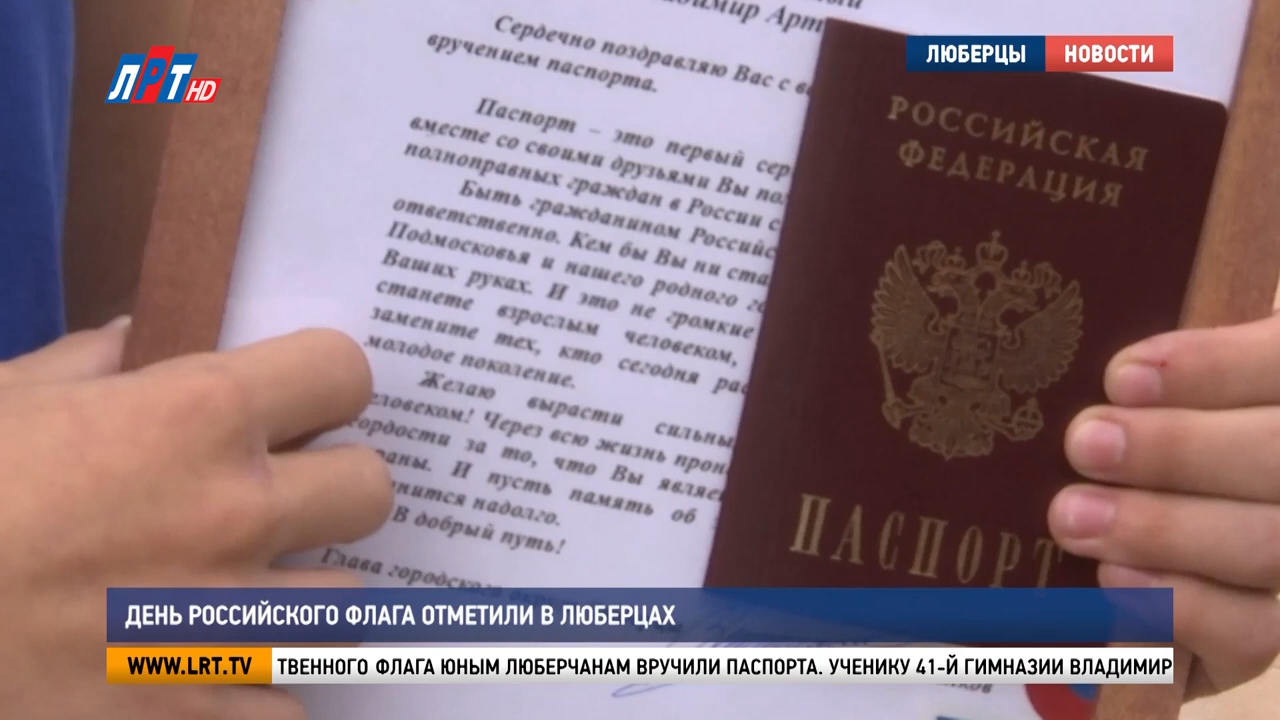 ЛРТ HD
ЛЮБЕРЦЫ НОВОСТИ
Сердечно поздравляю Вас с
вручением паспорта.
Паспорт – это первый
вместе со своими друзьями Вы
полноправных граждан в России с
Быть гражданином
ответственно. Кем бы Вы ни
Подмосковья и нашего родного
Ваших руках. И это не громкие
станете взрослым человеком,
замените тех, кто сегодня
молодое поколение.
Желаю вырасти
Через всю жизнь
за то, что Вы
И пусть память об
надолго.
В добрый путь!
Глава городского
РОССИЙСКАЯ
ФЕДЕРАЦИЯ
ПАСПОРТ
ДЕНЬ РОССИЙСКОГО ФЛАГА ОТМЕТИЛИ В ЛЮБЕРЦАХ
WWW.LRT.TV ТВЕННОГО ФЛАГА ЮНЫМ ЛЮБЕРЧАНАМ ВРУЧИЛИ ПАСПОРТА. УЧЕНИКУ 41-Й ГИМНАЗИИ ВЛАДИМИР